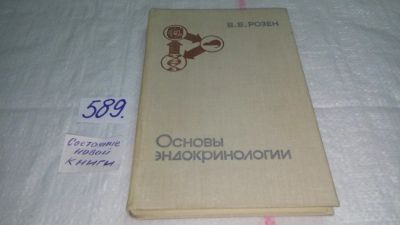 В. Б. РОЗЕН
Основы
эндокринологии
589.
Состояние
новой
книги